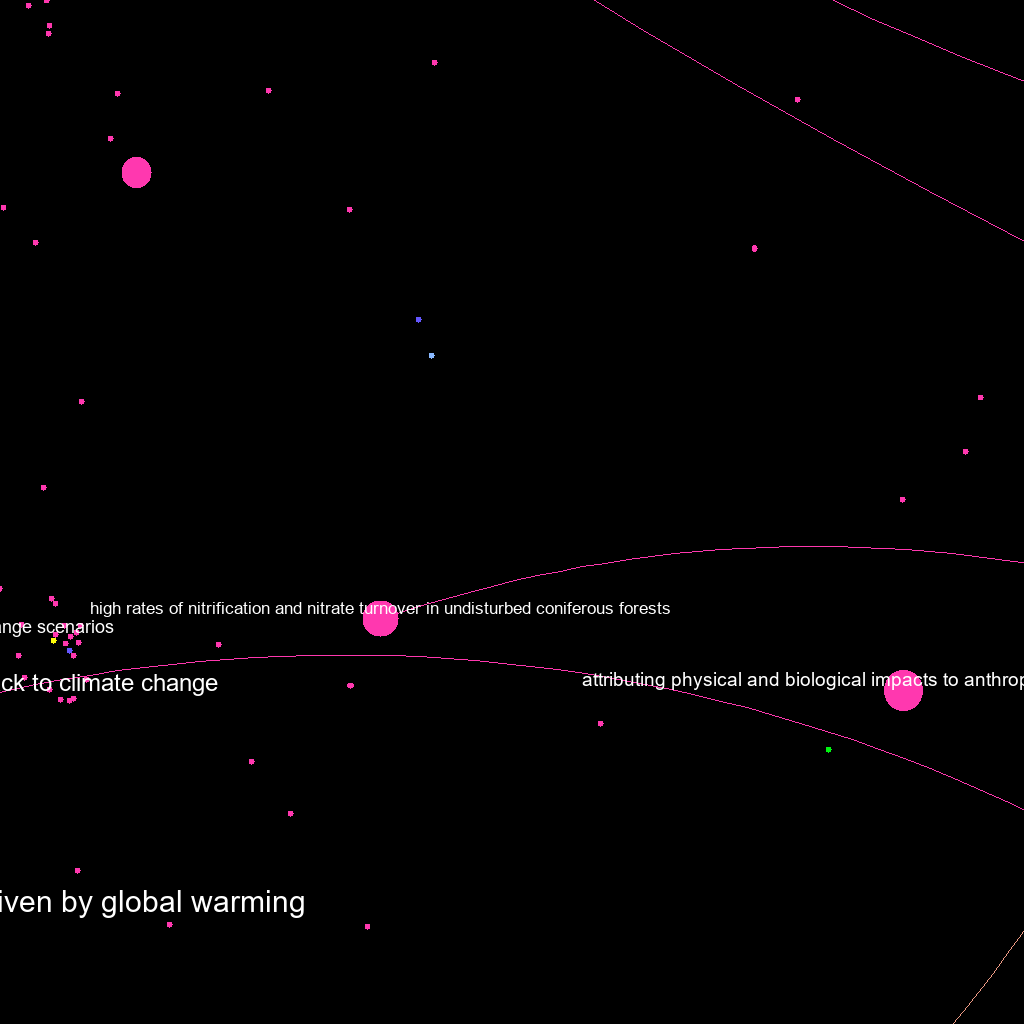 high rates of nitrification and nitrate turnover in undisturbed coniferous forests
ange scenarios
ck to climate change
attributing physical and biological impacts to anthrop
iven by global warming